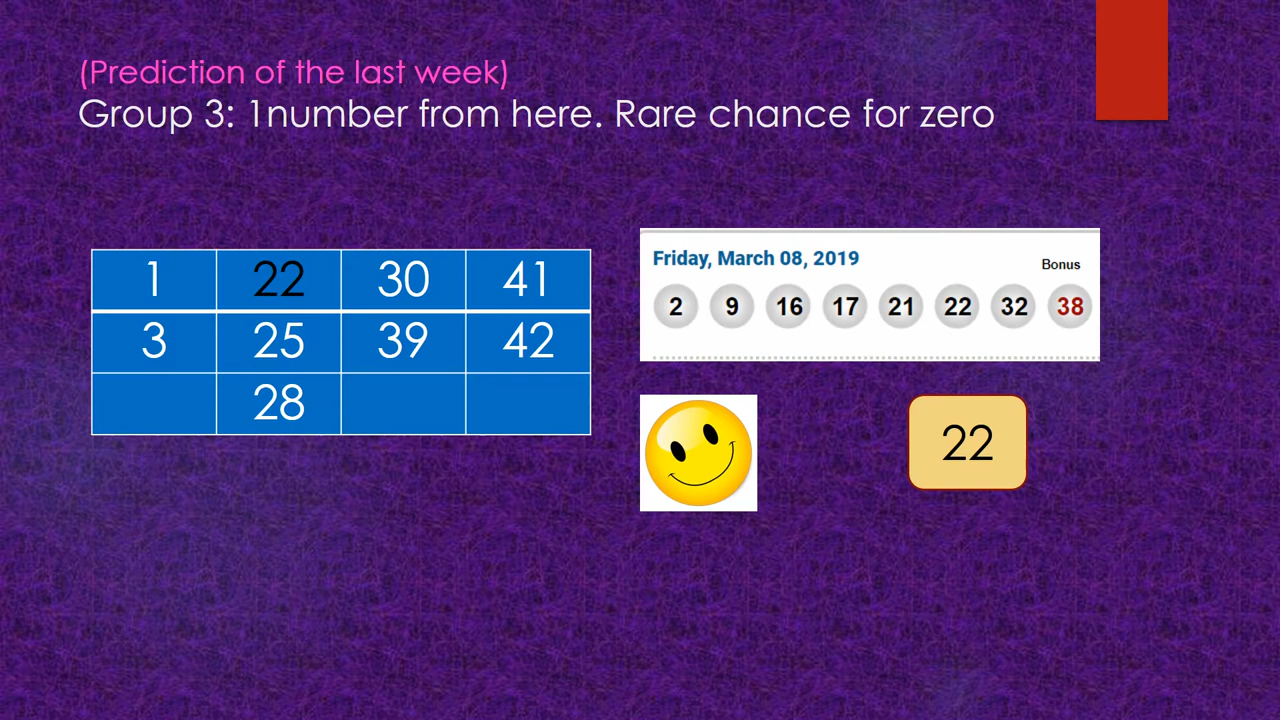 (Prediction of the last week)
Group 3: 1number from here. Rare chance for zero
1 22 30 41
3 25 39 42
28
Friday, March 08, 2019
Bonus
2 9 16 17 21 22 32 38
22